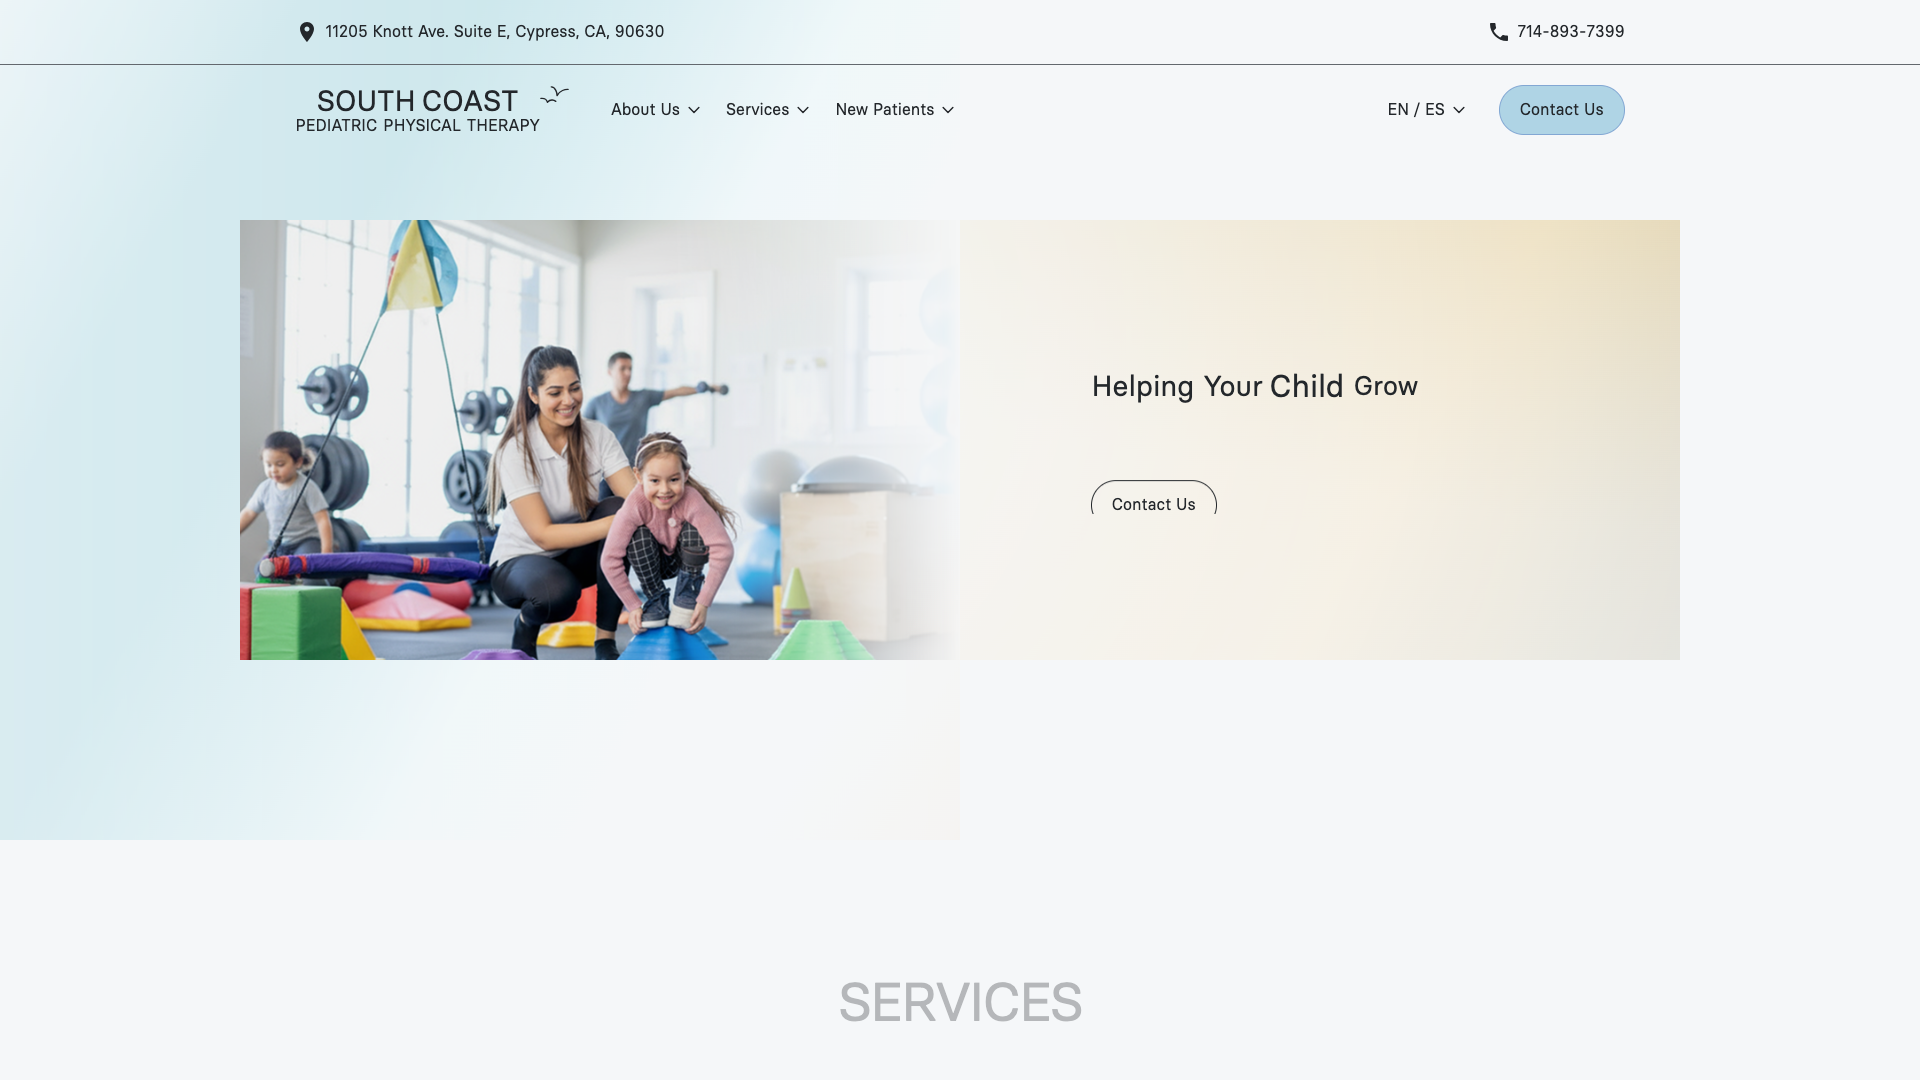 11205 Knott Ave. Suite E, Cypress, CA, 90630
714-893-7399
SOUTH COAST
PEDIATRIC PHYSICAL THERAPY
About Us
Services
New Patients
EN / ES
Contact Us
Helping Your Child Grow
Contact Us
SERVICES